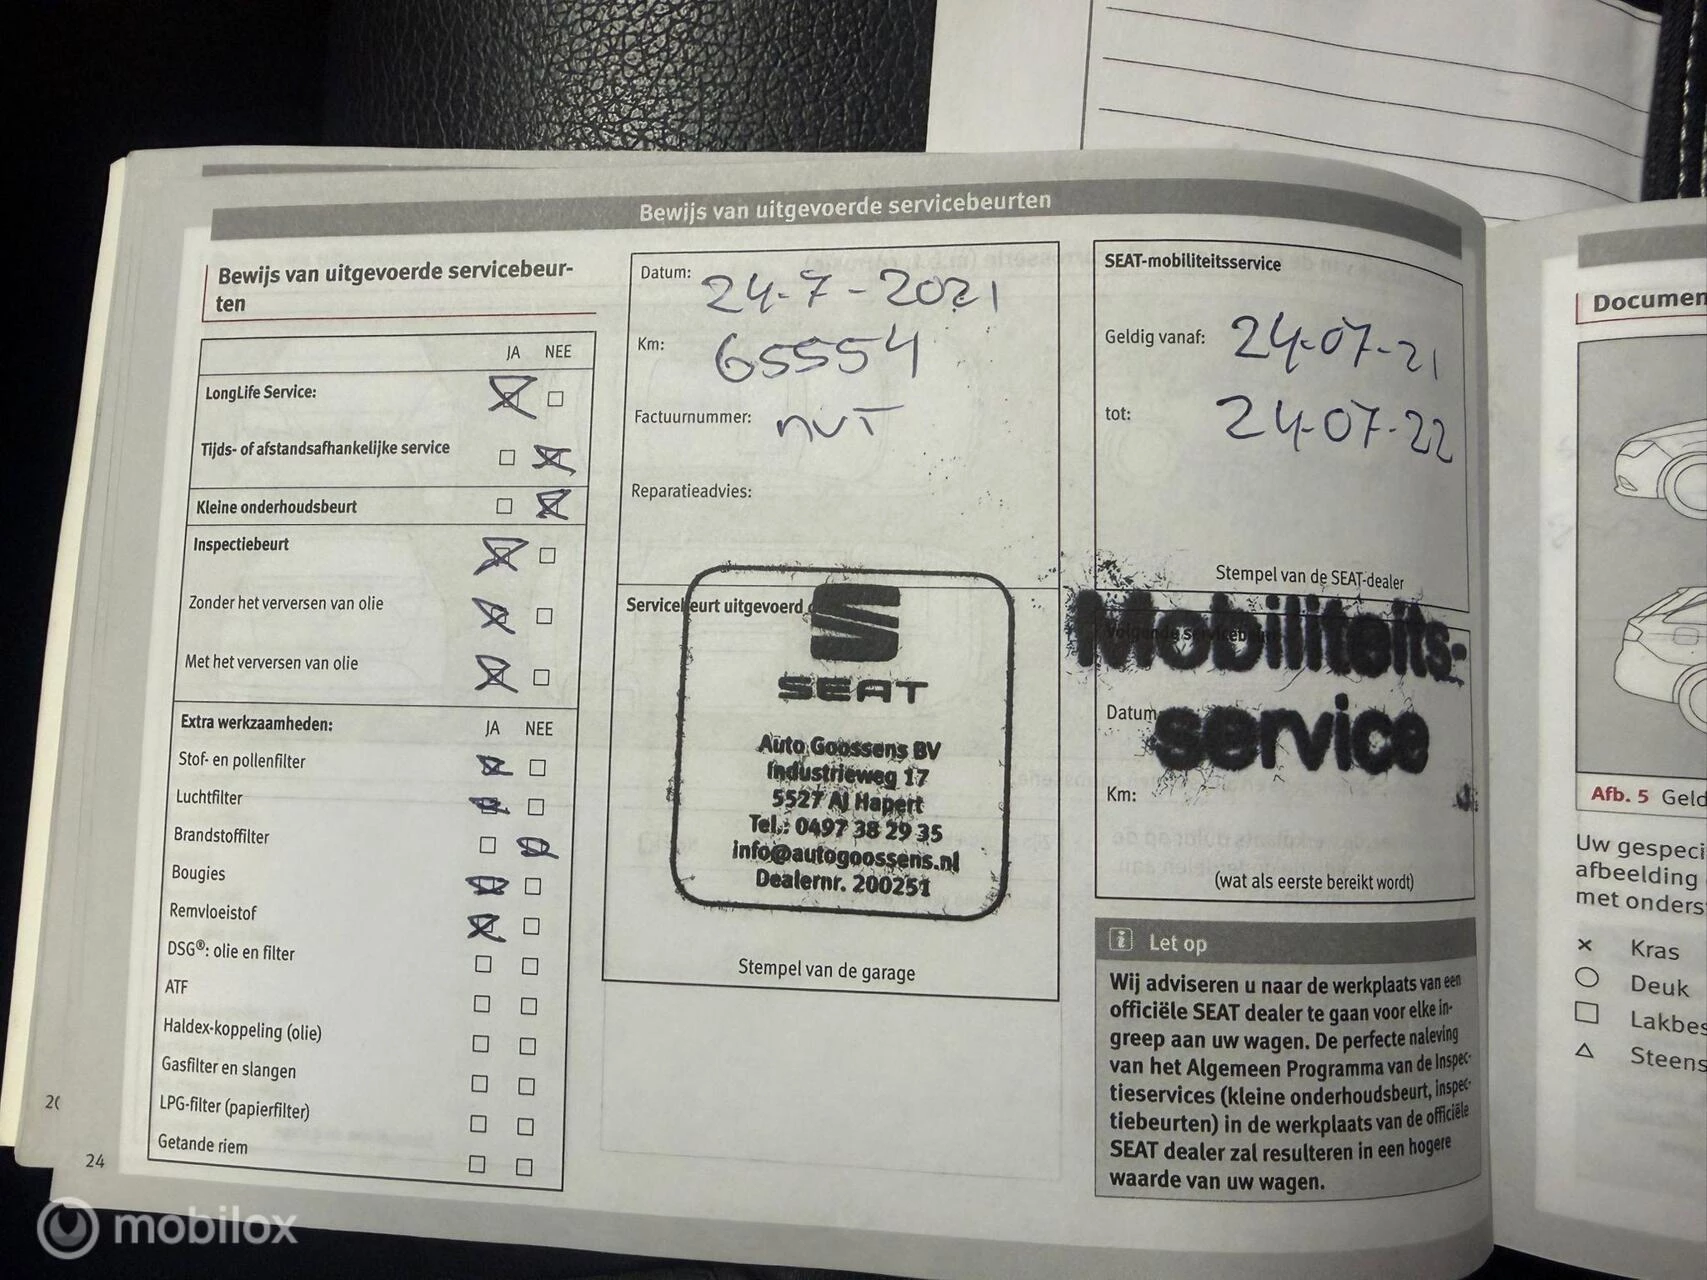 Bewijs van uitgevoerde servicebeurten
Bewijs van uitgevoerde servicebeur-
ten
JA NEE
LongLife Service:
Tijds- of afstandsafhankelijke service
Kleine onderhoudsbeurt
Inspectiebeurt
Zonder het verversen van olie
Met het verversen van olie
Extra werkzaamheden: JA NEE
Stof- en pollenfilter
Luchtfilter
Brandstoffilter
Bougies
Remvloeistof
DSG®: olie en filter
ATF
Haldex-koppeling (olie)
Gasfilter en slangen
LPG-filter (papierfilter)
Getande riem
24
Datum: 24-7-2021
Km: 65554
Factuurnummer: nvt
Reparatieadvies:
Servicebeurt uitgevoerd
SEAT
Auto Goossens BV
Industrieweg 17
5527 AJ Hapert
Tel.: 0497 38 29 35
info@autogoossens.nl
Dealernr. 200251
Stempel van de garage
SEAT-mobiliteitsservice
Geldig vanaf: 24-07-21
tot: 24-07-22
Stempel van de SEAT-dealer
Mobiliteits-
service
Datum
Km:
(wat als eerste bereikt wordt)
i Let op
Wij adviseren u naar de werkplaats van een
officiële SEAT dealer te gaan voor elke in-
greep aan uw wagen. De perfecte naleving
van het Algemeen Programma van de Inspec-
tieservices (kleine onderhoudsbeurt, inspec-
tiebeurten) in de werkplaats van de officiële
SEAT dealer zal resulteren in een hogere
waarde van uw wagen.
Documen
Afb. 5 Geld
Uw gespeci
afbeelding
met onders
Kras
Deuk
Lakbes
Steens
mobilox